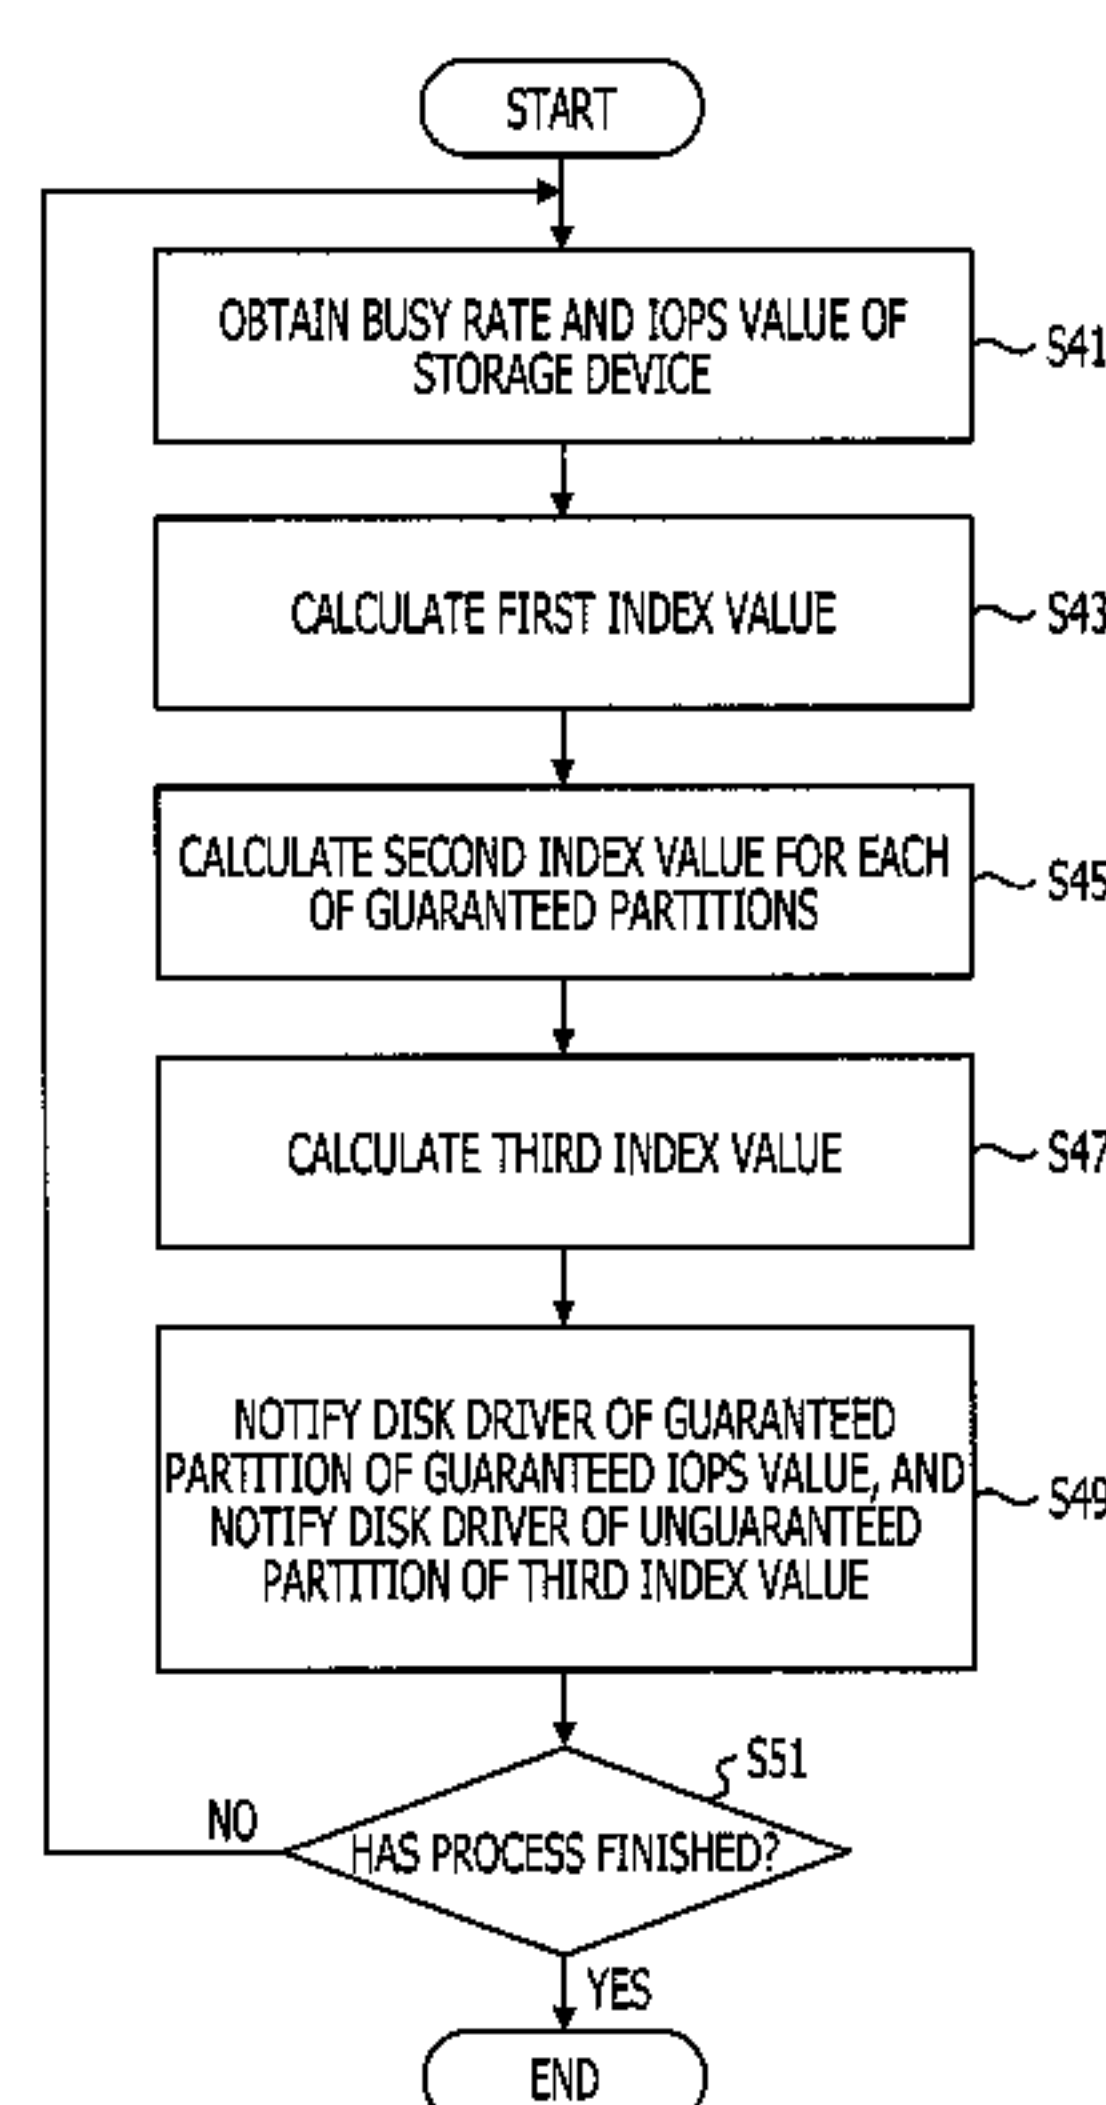 START
OBTAIN BUSY RATE AND IOPS VALUE OF
STORAGE DEVICE
S41
CALCULATE FIRST INDEX VALUE
S43
CALCULATE SECOND INDEX VALUE FOR EACH
OF GUARANTEED PARTITIONS
S45
CALCULATE THIRD INDEX VALUE
S47
NOTIFY DISK DRIVER OF GUARANTEED
PARTITION OF GUARANTEED IOPS VALUE, AND
NOTIFY DISK DRIVER OF UNGUARANTEED
PARTITION OF THIRD INDEX VALUE
S49
S51
HAS PROCESS FINISHED?
NO
YES
END